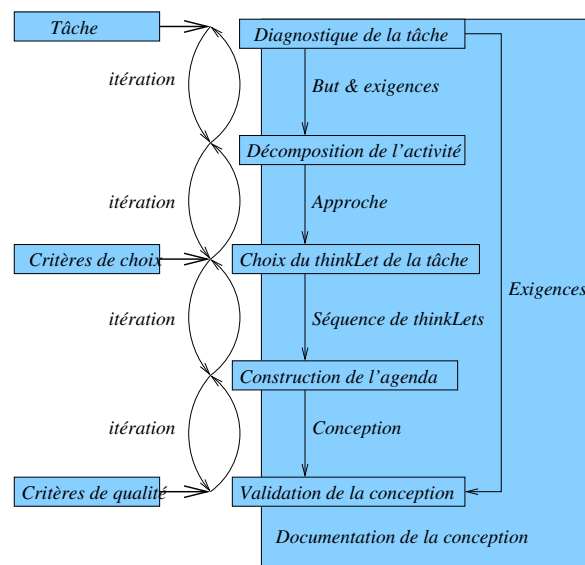 Tâche
Diagnostique de la tâche
itération
But & exigences
Décomposition de l'activité
itération
Approche
Critères de choix
Choix du thinkLet de la tâche
Exigences
itération
Séquence de thinkLets
Construction de l'agenda
itération
Conception
Critères de qualité
Validation de la conception
Documentation de la conception